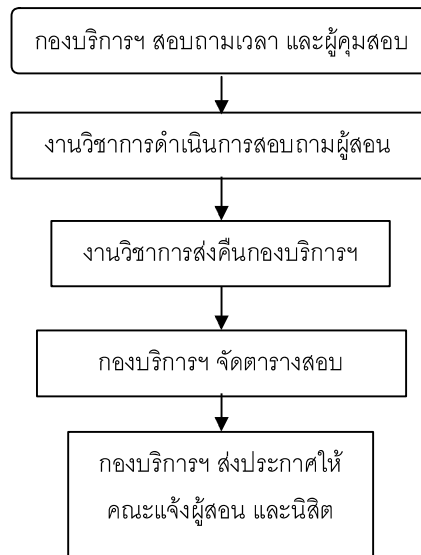 กองบริการฯ สอบถามเวลา และผู้คุมสอบ
งานวิชาการดำเนินการสอบถามผู้สอน
งานวิชาการส่งคืนกองบริการฯ
กองบริการฯ จัดตารางสอบ
กองบริการฯ ส่งประกาศให้
คณะแจ้งผู้สอน และนิสิต